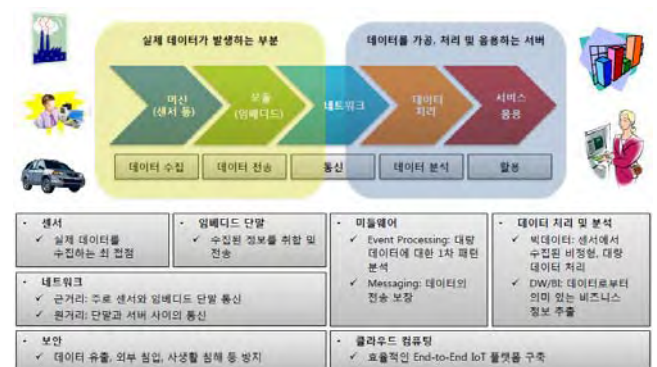 실제 데이터가 발생하는 부분
데이터를 가공, 처리 및 응용하는 서버
머신
(센서 등)
모듈
(임베디드)
네트워크
데이터
처리
서비스
응용
데이터 수집
데이터 전송
통신
데이터 분석
활용
· 센서
✓ 실제 데이터를
수집하는 최 접점
· 임베디드 단말
✓ 수집된 정보를 취합 및
전송
· 네트워크
✓ 근거리: 주로 센서와 임베디드 단말 통신
✓ 원거리: 단말과 서버 사이의 통신
· 보안
✓ 데이터 유출, 외부 침입, 사생활 침해 등 방지
· 미들웨어
✓ Event Processing: 대량
데이터에 대한 1차 패턴
분석
✓ Messaging: 데이터의
전송 보장
· 데이터 처리 및 분석
✓ 빅데이터: 센서에서
수집된 비정형, 대량
데이터 처리
✓ DW/BI: 데이터로부터
의미 있는 비즈니스
정보 추출
· 클라우드 컴퓨팅
✓ 효율적인 End-to-End IoT 플랫폼 구축